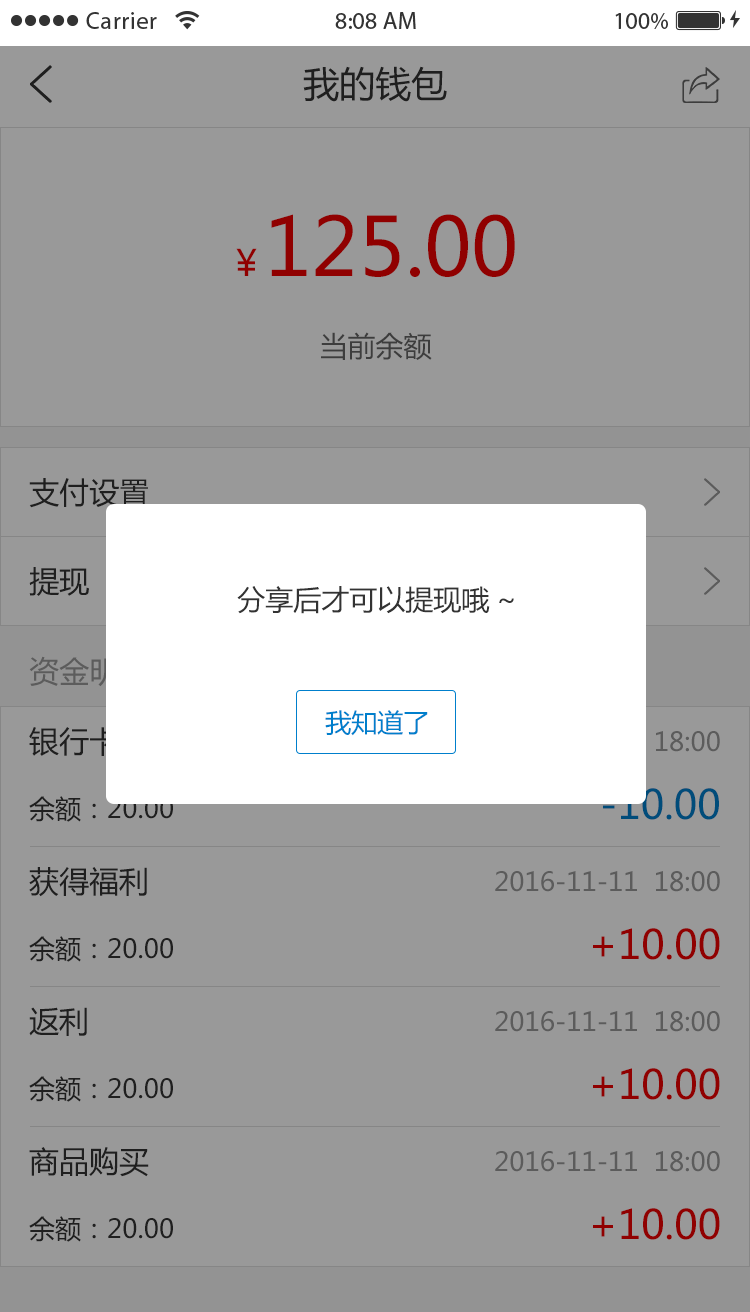 Carrier 8:08 AM 100%
我的钱包
¥125.00
当前余额
支付设置
提现
分享后才可以提现哦 ~
我知道了
资金
银行卡 18:00
余额：20.00 -10.00
获得福利 2016-11-11 18:00
余额：20.00 +10.00
返利 2016-11-11 18:00
余额：20.00 +10.00
商品购买 2016-11-11 18:00
余额：20.00 +10.00